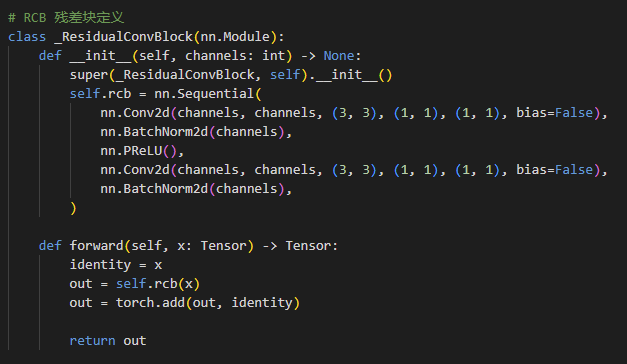 # RCB 残差块定义
class _ResidualConvBlock(nn.Module):
    def __init__(self, channels: int) -> None:
        super(_ResidualConvBlock, self).__init__()
        self.rcb = nn.Sequential(
            nn.Conv2d(channels, channels, (3, 3), (1, 1), (1, 1), bias=False),
            nn.BatchNorm2d(channels),
            nn.PReLU(),
            nn.Conv2d(channels, channels, (3, 3), (1, 1), (1, 1), bias=False),
            nn.BatchNorm2d(channels),
        )

    def forward(self, x: Tensor) -> Tensor:
        identity = x
        out = self.rcb(x)
        out = torch.add(out, identity)

        return out